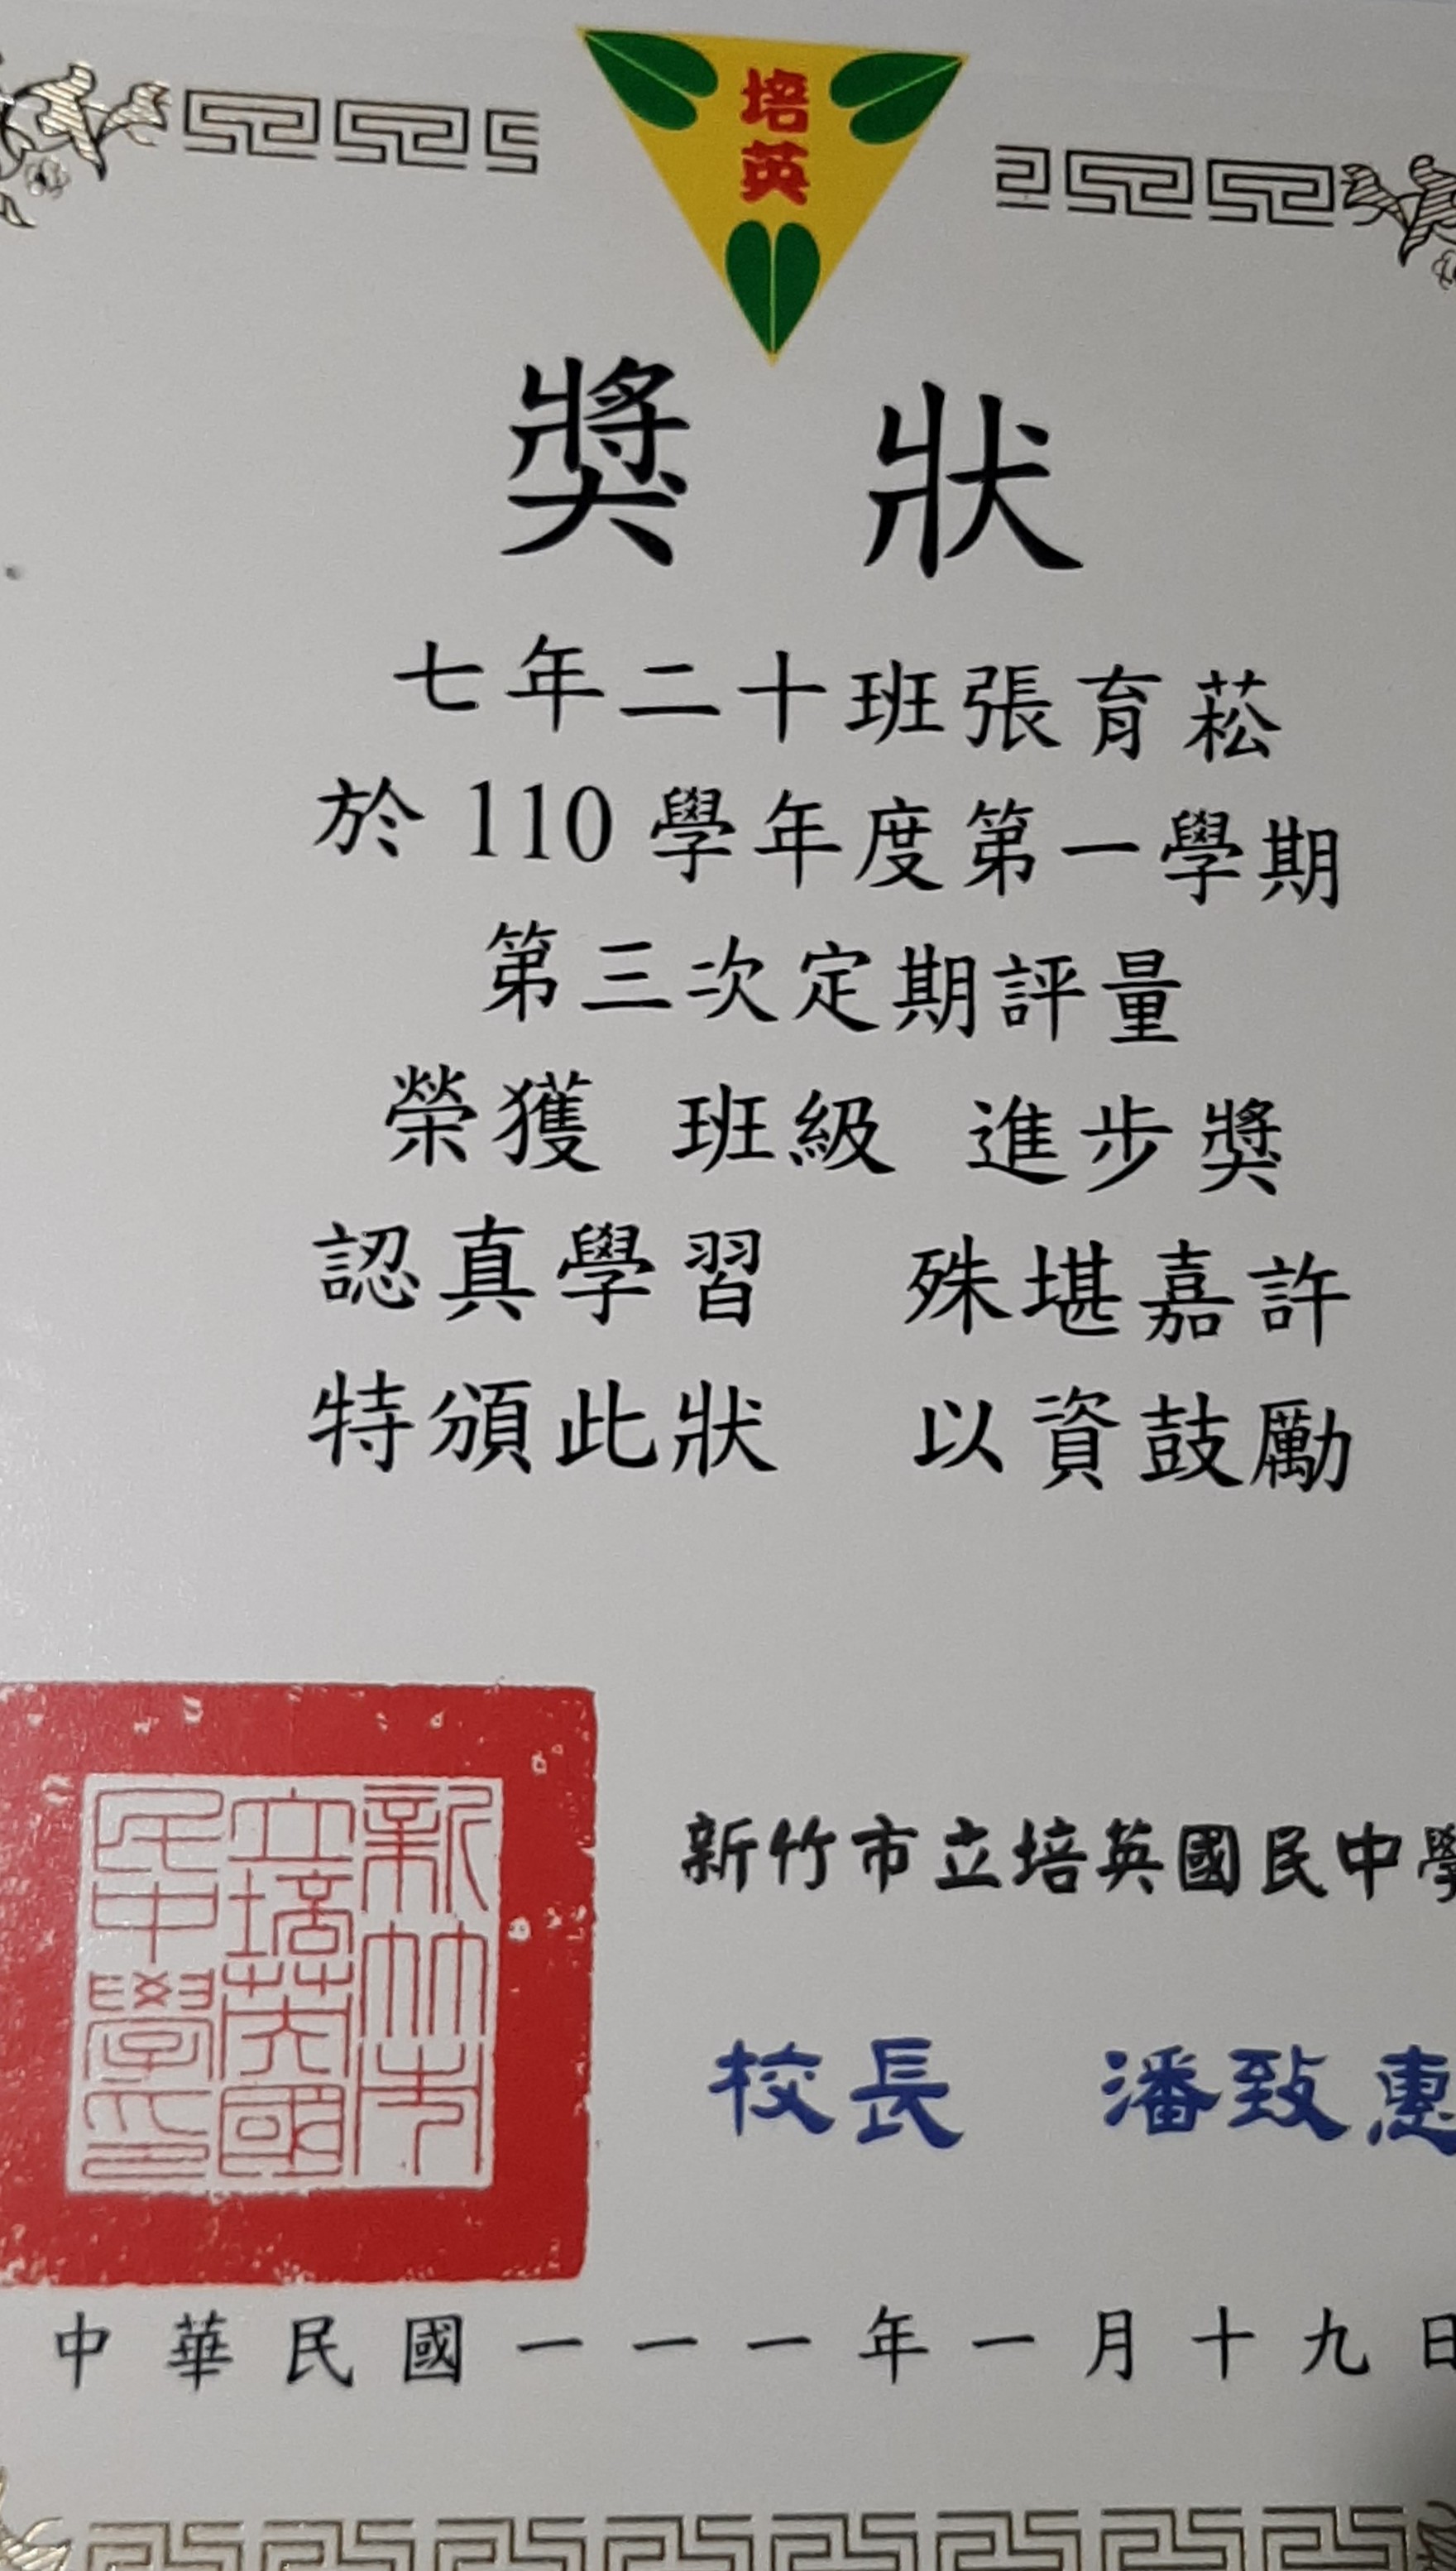 培英
獎 狀
七年二十班張育菘
於 110 學年度第一學期
第三次定期評量
榮獲 班級 進步獎
認真學習 殊堪嘉許
特頒此狀 以資鼓勵
新竹市立培英國民中學印
新竹市立培英國民中學
校長 潘致惠
中華民國一一一年一月十九日